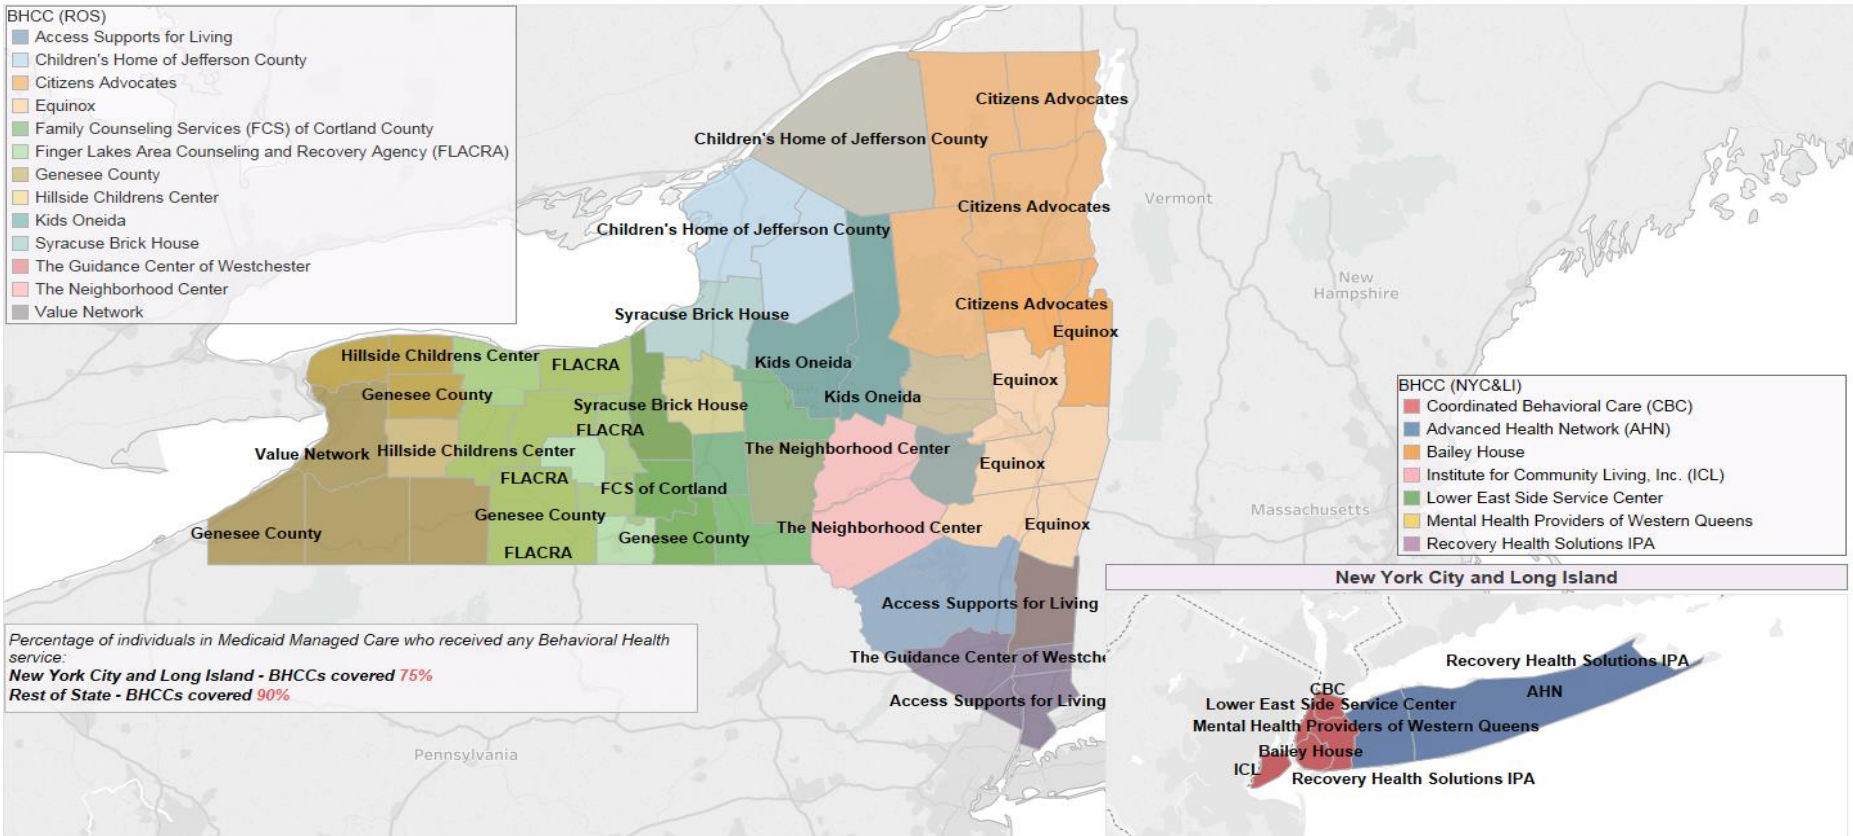 BHCC (ROS)
Access Supports for Living
Children's Home of Jefferson County
Citizens Advocates
Equinox
Family Counseling Services (FCS) of Cortland County
Finger Lakes Area Counseling and Recovery Agency (FLACRA)
Genesee County
Hillside Childrens Center
Kids Oneida
Syracuse Brick House
The Guidance Center of Westchester
The Neighborhood Center
Value Network
Citizens Advocates
Children's Home of Jefferson County
Vermont
Citizens Advocates
Children's Home of Jefferson County
New
Hampshire
Citizens Advocates
Syracuse Brick House
Equinox
Hillside Childrens Center
FLACRA
Kids Oneida
Equinox
Genesee County
Kids Oneida
Syracuse Brick House
FLACRA
The Neighborhood Center
Value Network
Hillside Childrens Center
Equinox
FLACRA
FCS of Cortland
Massachusetts
Genesee County
Genesee County
Genesee County
The Neighborhood Center
Equinox
FLACRA
Access Supports for Living
The Guidance Center of Westche
Access Supports for Living
Pennsylvania
BHCC (NYC&LI)
Coordinated Behavioral Care (CBC)
Advanced Health Network (AHN)
Bailey House
Institute for Community Living, Inc. (ICL)
Lower East Side Service Center
Mental Health Providers of Western Queens
Recovery Health Solutions IPA
Percentage of individuals in Medicaid Managed Care who received any Behavioral Health
service:
New York City and Long Island - BHCCs covered 75%
Rest of State - BHCCs covered 90%
New York City and Long Island
Recovery Health Solutions IPA
CBC
AHN
Lower East Side Service Center
Mental Health Providers of Western Queens
Bailey House
ICL
Recovery Health Solutions IPA